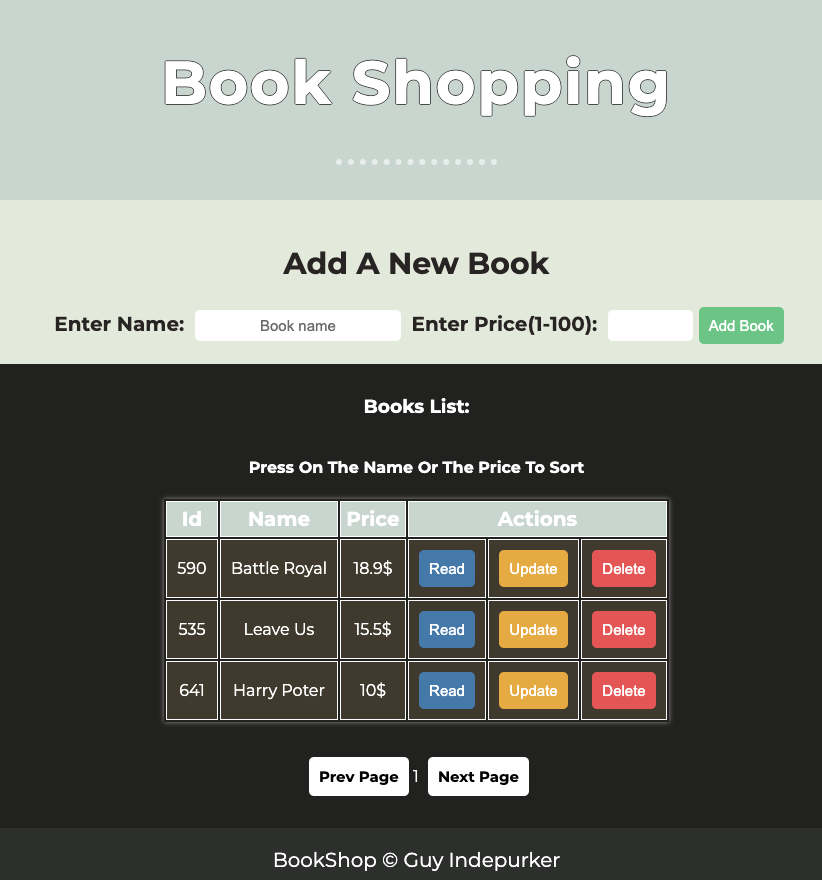 Book Shopping
Add A New Book
Enter Name: Book name Enter Price(1-100): Add Book
Books List:
Press On The Name Or The Price To Sort
Id Name Price Actions
590 Battle Royal 18.9$ Read Update Delete
535 Leave Us 15.5$ Read Update Delete
641 Harry Poter 10$ Read Update Delete
Prev Page 1 Next Page
BookShop © Guy Indepurker